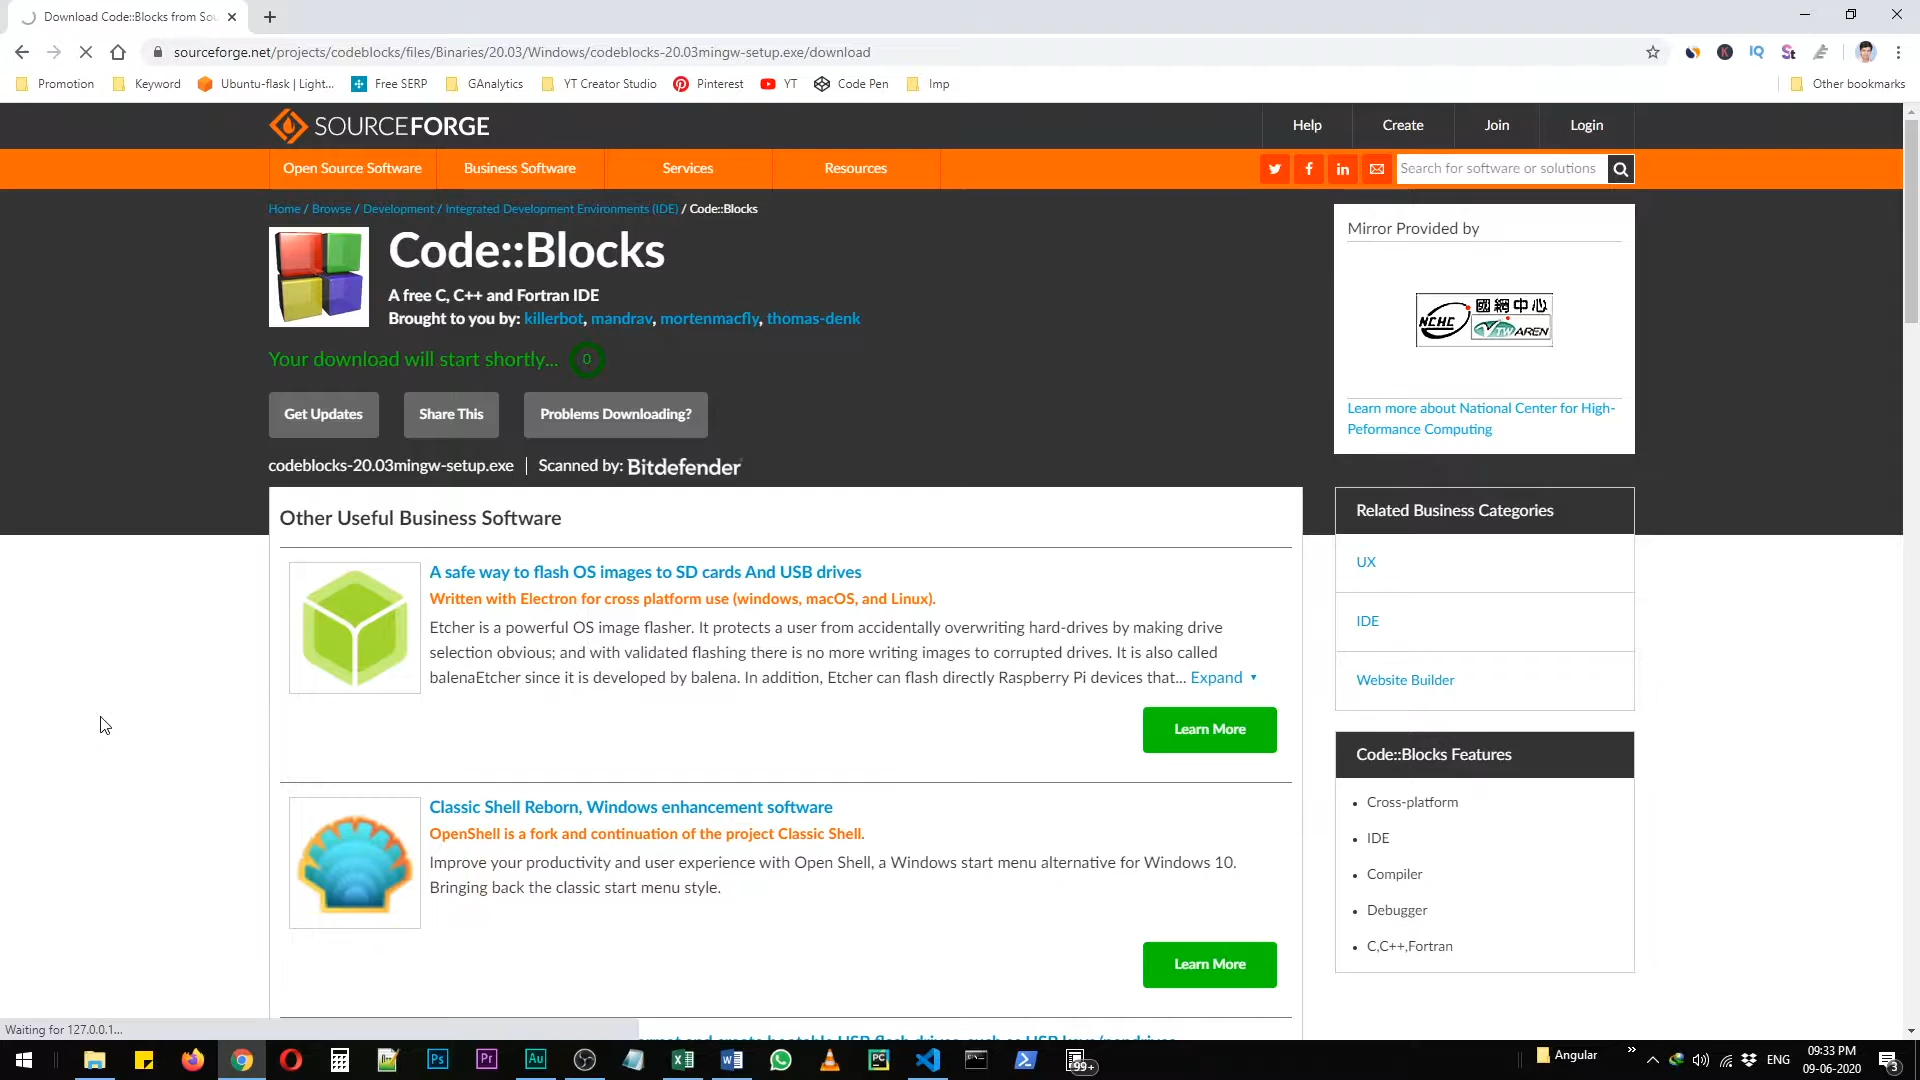 Download Code::Blocks from Sou
sourceforge.net/projects/codeblocks/files/Binaries/20.03/Windows/codeblocks-20.03mingw-setup.exe/download
Promotion
Keyword
Ubuntu-flask | Light...
Free SERP
GAnalytics
YT Creator Studio
Pinterest
YT
Code Pen
Imp
Other bookmarks
SOURCEFORGE
Help
Create
Join
Login
Open Source Software
Business Software
Services
Resources
Search for software or solutions
Home / Browse / Development / Integrated Development Environments (IDE) / Code::Blocks
Code::Blocks
A free C, C++ and Fortran IDE
Brought to you by: killerbot, mandrav, mortenmacfly, thomas-denk
Your download will start shortly... 0
Get Updates
Share This
Problems Downloading?
codeblocks-20.03mingw-setup.exe | Scanned by: Bitdefender
Mirror Provided by
國網中心
NCHC
TWAREN
Learn more about National Center for High-
Peformance Computing
Other Useful Business Software
A safe way to flash OS images to SD cards And USB drives
Written with Electron for cross platform use (windows, macOS, and Linux).
Etcher is a powerful OS image flasher. It protects a user from accidentally overwriting hard-drives by making drive
selection obvious; and with validated flashing there is no more writing images to corrupted drives. It is also called
balenaEtcher since it is developed by balena. In addition, Etcher can flash directly Raspberry Pi devices that... Expand
Learn More
Classic Shell Reborn, Windows enhancement software
OpenShell is a fork and continuation of the project Classic Shell.
Improve your productivity and user experience with Open Shell, a Windows start menu alternative for Windows 10.
Bringing back the classic start menu style.
Learn More
Related Business Categories
UX
IDE
Website Builder
Code::Blocks Features
Cross-platform
IDE
Compiler
Debugger
C,C++,Fortran
Waiting for 127.0.0.1...
Ps
Pr
Au
PC
99+
Angular
ENG
09:33 PM
09-06-2020
3